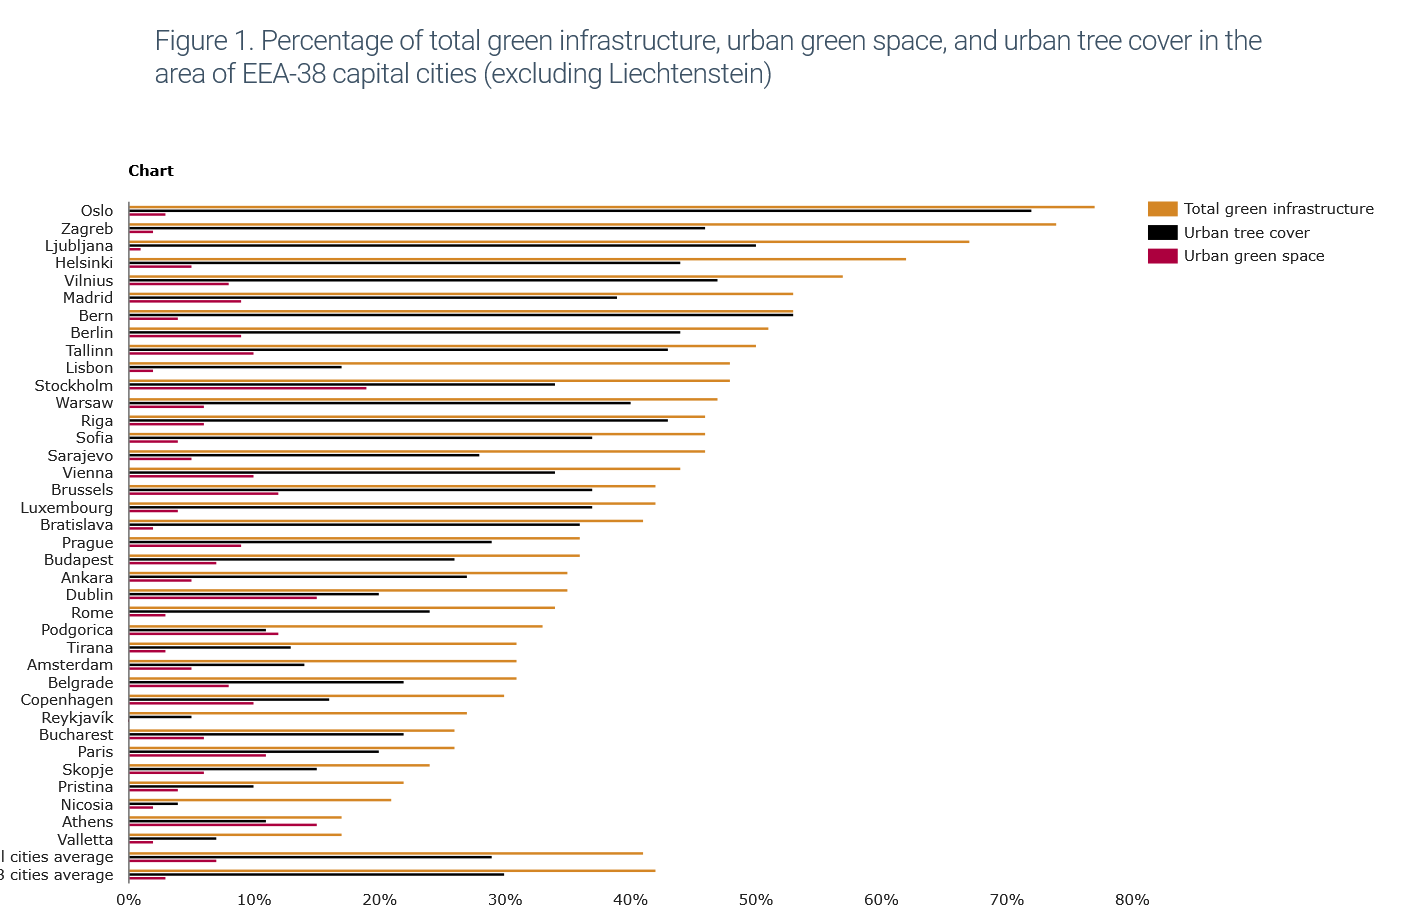 Figure 1. Percentage of total green infrastructure, urban green space, and urban tree cover in the
area of EEA-38 capital cities (excluding Liechtenstein)
Chart
Total green infrastructure
Urban tree cover
Urban green space
Oslo
Zagreb
Ljubljana
Helsinki
Vilnius
Madrid
Bern
Berlin
Tallinn
Lisbon
Stockholm
Warsaw
Riga
Sofia
Sarajevo
Vienna
Brussels
Luxembourg
Bratislava
Prague
Budapest
Ankara
Dublin
Rome
Podgorica
Tirana
Amsterdam
Belgrade
Copenhagen
Reykjavík
Bucharest
Paris
Skopje
Pristina
Nicosia
Athens
Valletta
cities average
cities average
0% 10% 20% 30% 40% 50% 60% 70% 80%